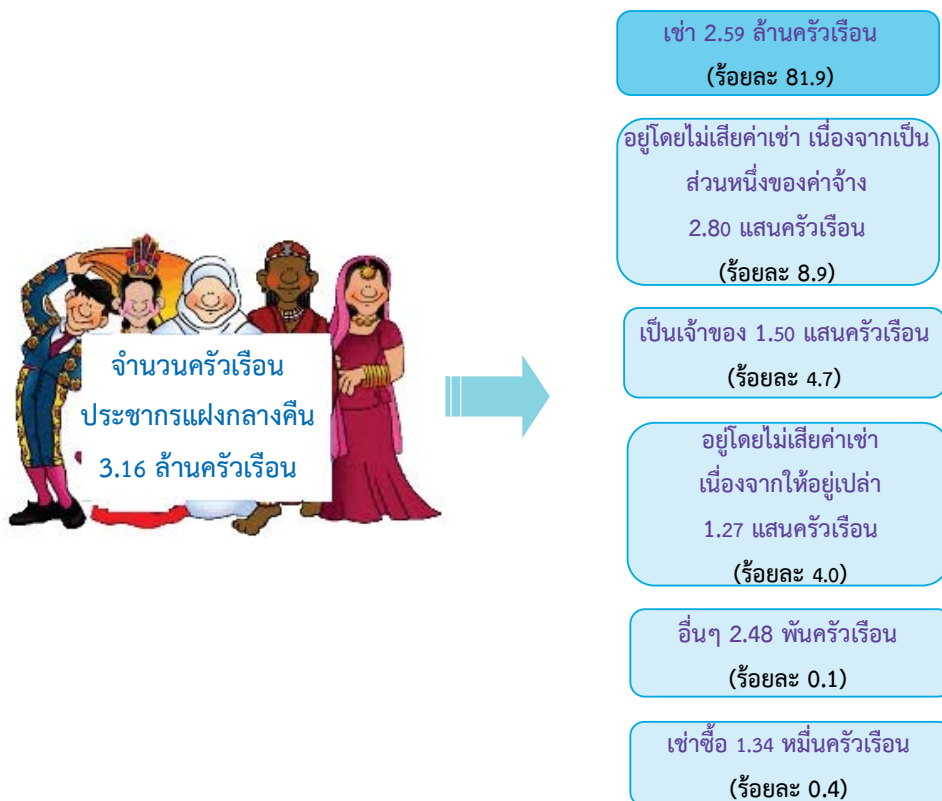 เช่า 2.59 ล้านครัวเรือน
(ร้อยละ 81.9)
อยู่โดยไม่เสียค่าเช่า เนื่องจากเป็น
ส่วนหนึ่งของค่าจ้าง
2.80 แสนครัวเรือน
(ร้อยละ 8.9)
จำนวนครัวเรือน
ประชากรแฝงกลางคืน
3.16 ล้านครัวเรือน
เป็นเจ้าของ 1.50 แสนครัวเรือน
(ร้อยละ 4.7)
อยู่โดยไม่เสียค่าเช่า
เนื่องจากให้อยู่เปล่า
1.27 แสนครัวเรือน
(ร้อยละ 4.0)
อื่นๆ 2.48 พันครัวเรือน
(ร้อยละ 0.1)
เช่าซื้อ 1.34 หมื่นครัวเรือน
(ร้อยละ 0.4)